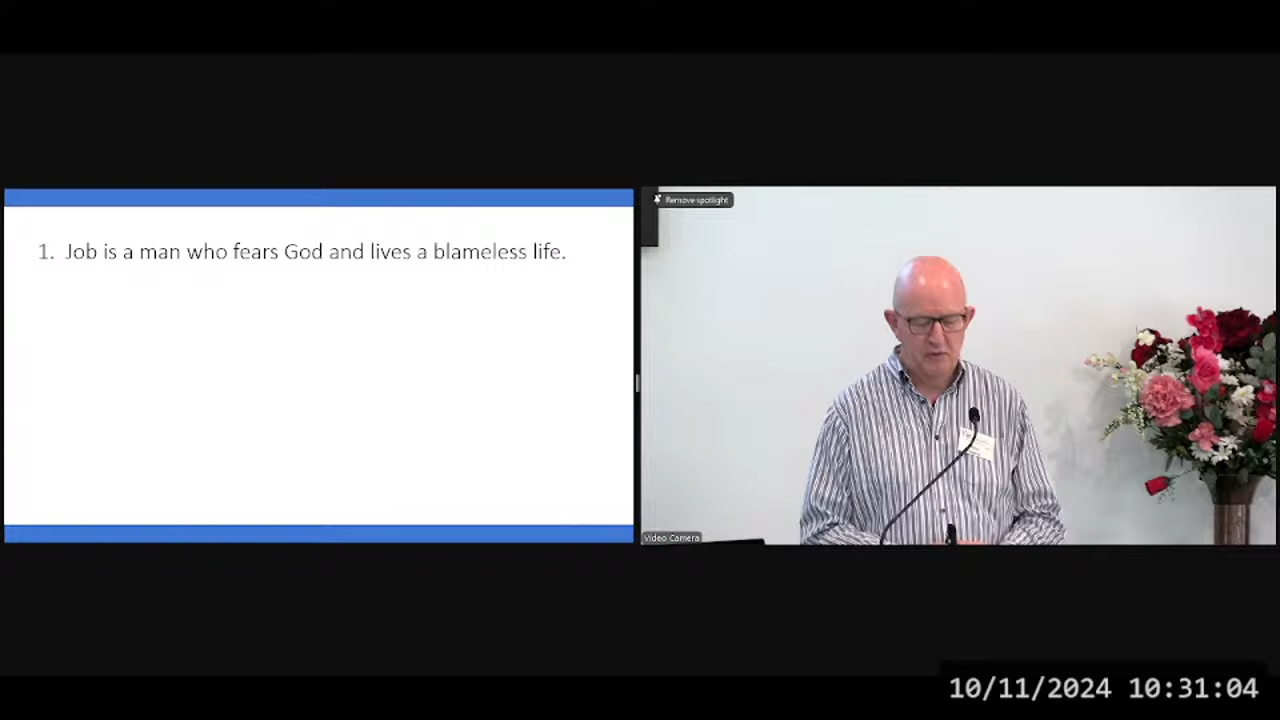 1. Job is a man who fears God and lives a blameless life.
Remove spotlight
Video Camera
10/11/2024 10:31:04